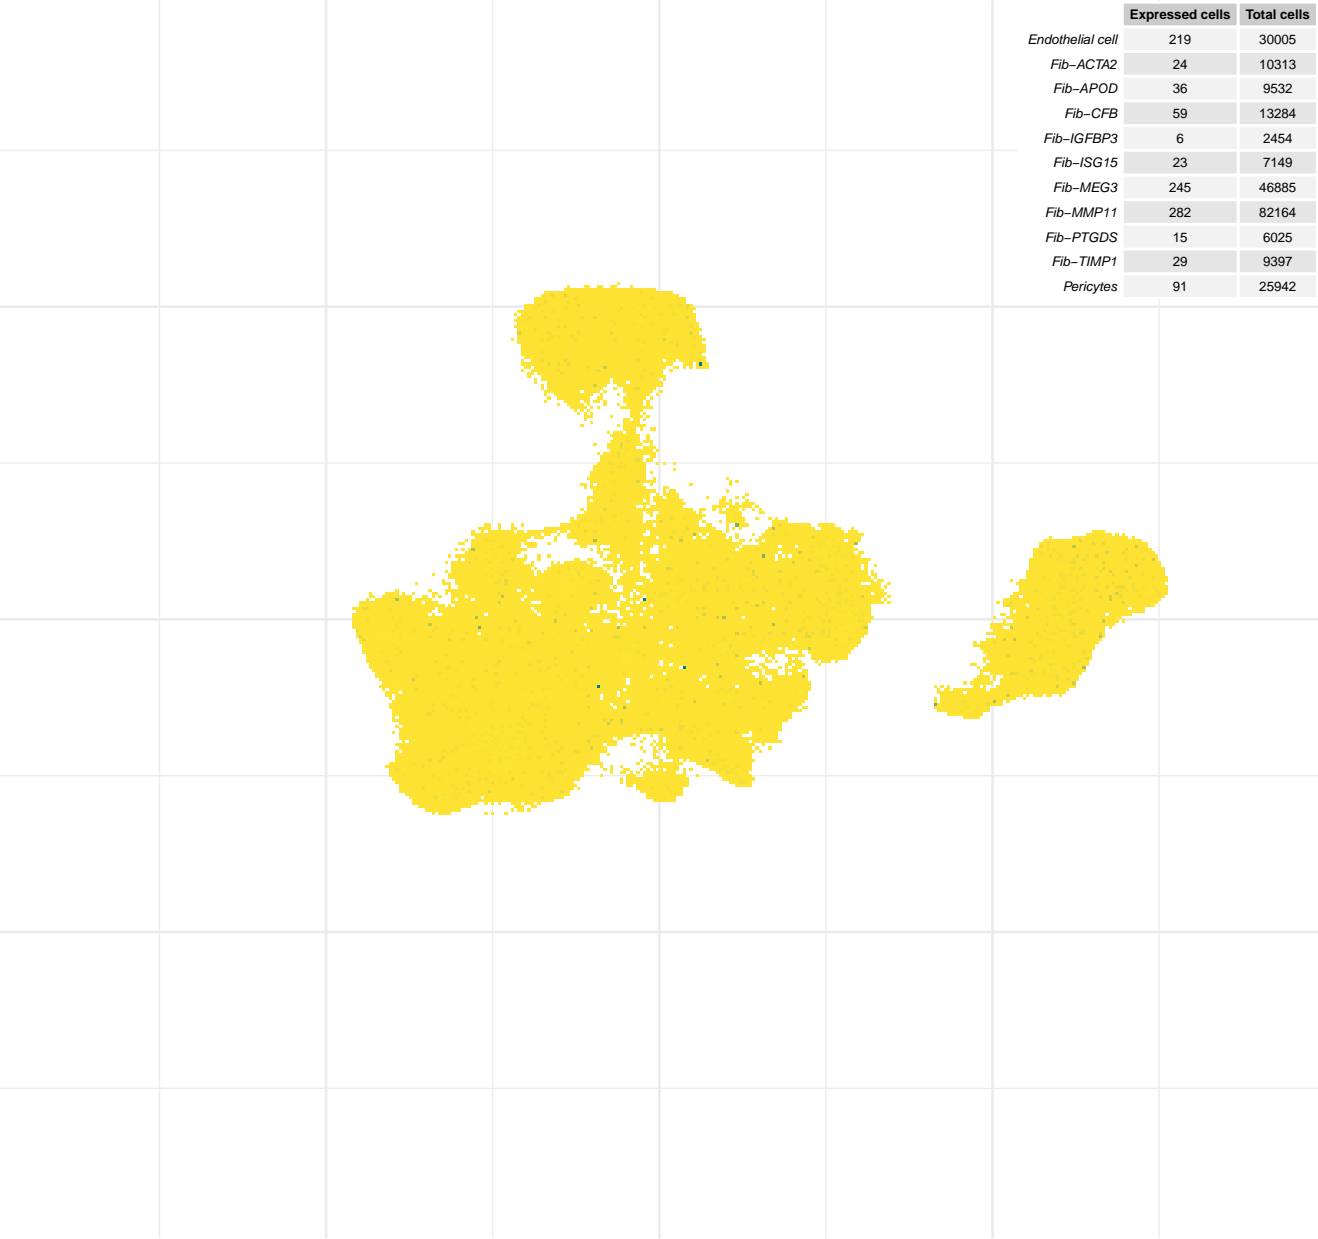 Expressed cells Total cells
Endothelial cell 219 30005
Fib−ACTA2 24 10313
Fib−APOD 36 9532
Fib−CFB 59 13284
Fib−IGFBP3 6 2454
Fib−ISG15 23 7149
Fib−MEG3 245 46885
Fib−MMP11 282 82164
Fib−PTGDS 15 6025
Fib−TIMP1 29 9397
Pericytes 91 25942